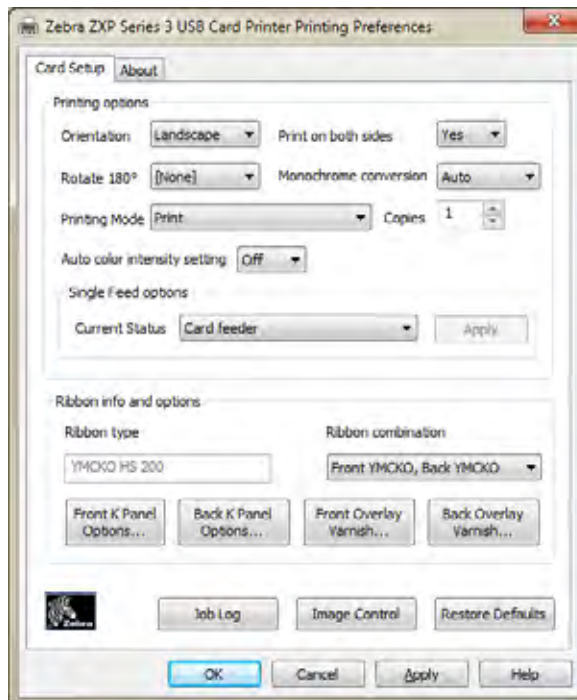 Zebra ZXP Series 3 USB Card Printer Printing Preferences
Card Setup About
Printing options
Orientation Landscape Print on both sides Yes
Rotate 180° [None] Monochrome conversion Auto
Printing Mode Print Copies 1
Auto color intensity setting Off
Single Feed options
Current Status Card feeder Apply
Ribbon info and options
Ribbon type Ribbon combination
YMCKO HS 200 Front YMCKO, Back YMCKO
Front K Panel Back K Panel Front Overlay Back Overlay
Options... Options... Varnish... Varnish...
Zebra Job Log Image Control Restore Defaults
OK Cancel Apply Help